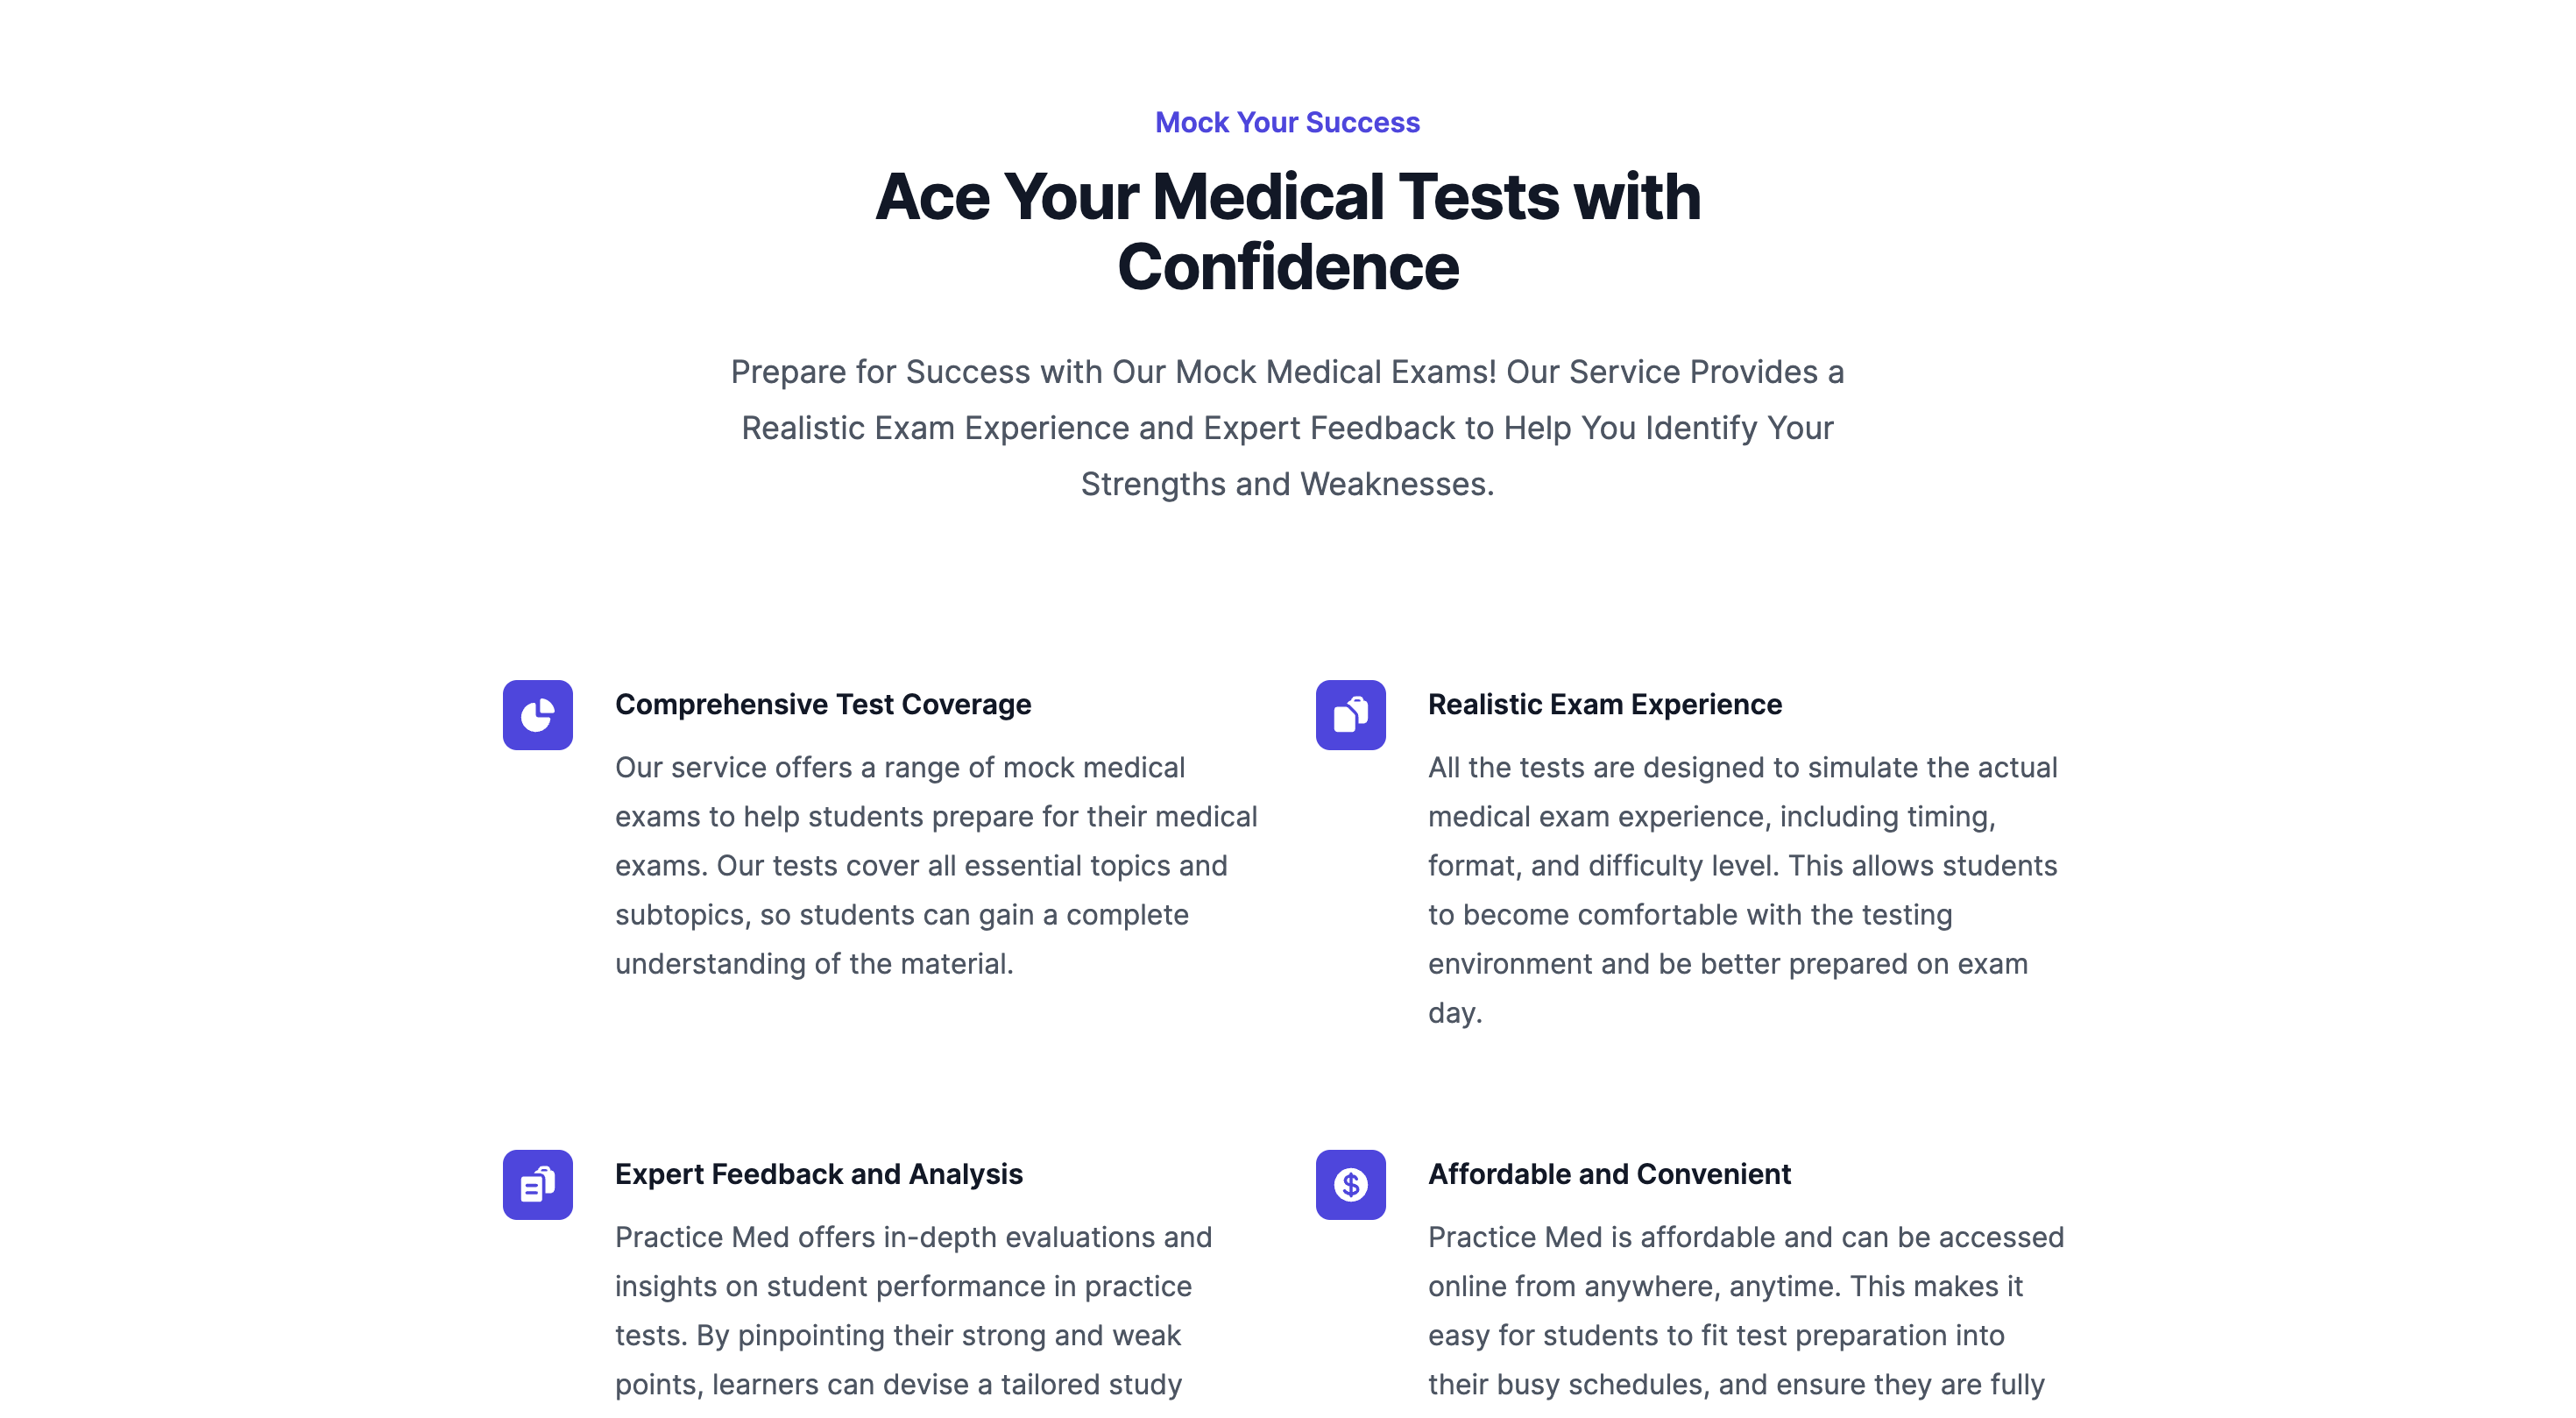 Mock Your Success
Ace Your Medical Tests with
Confidence
Prepare for Success with Our Mock Medical Exams! Our Service Provides a
Realistic Exam Experience and Expert Feedback to Help You Identify Your
Strengths and Weaknesses.
Comprehensive Test Coverage
Our service offers a range of mock medical
exams to help students prepare for their medical
exams. Our tests cover all essential topics and
subtopics, so students can gain a complete
understanding of the material.
Realistic Exam Experience
All the tests are designed to simulate the actual
medical exam experience, including timing,
format, and difficulty level. This allows students
to become comfortable with the testing
environment and be better prepared on exam
day.
Expert Feedback and Analysis
Practice Med offers in-depth evaluations and
insights on student performance in practice
tests. By pinpointing their strong and weak
points, learners can devise a tailored study
Affordable and Convenient
Practice Med is affordable and can be accessed
online from anywhere, anytime. This makes it
easy for students to fit test preparation into
their busy schedules, and ensure they are fully